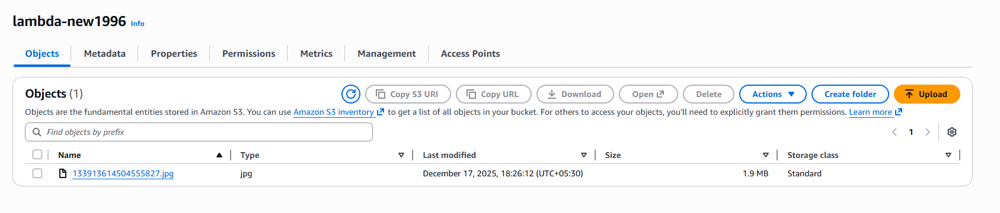 lambda-new1996 Info
Objects Metadata Properties Permissions Metrics Management Access Points
Objects (1) Copy S3 URI Copy URL Download Open Delete Actions Create folder Upload
Objects are the fundamental entities stored in Amazon S3. You can use Amazon S3 inventory to get a list of all objects in your bucket. For others to access your objects, you'll need to explicitly grant them permissions. Learn more
Find objects by prefix 1
Name Type Last modified Size Storage class
133913614504555827.jpg jpg December 17, 2025, 18:26:12 (UTC+05:30) 1.9 MB Standard